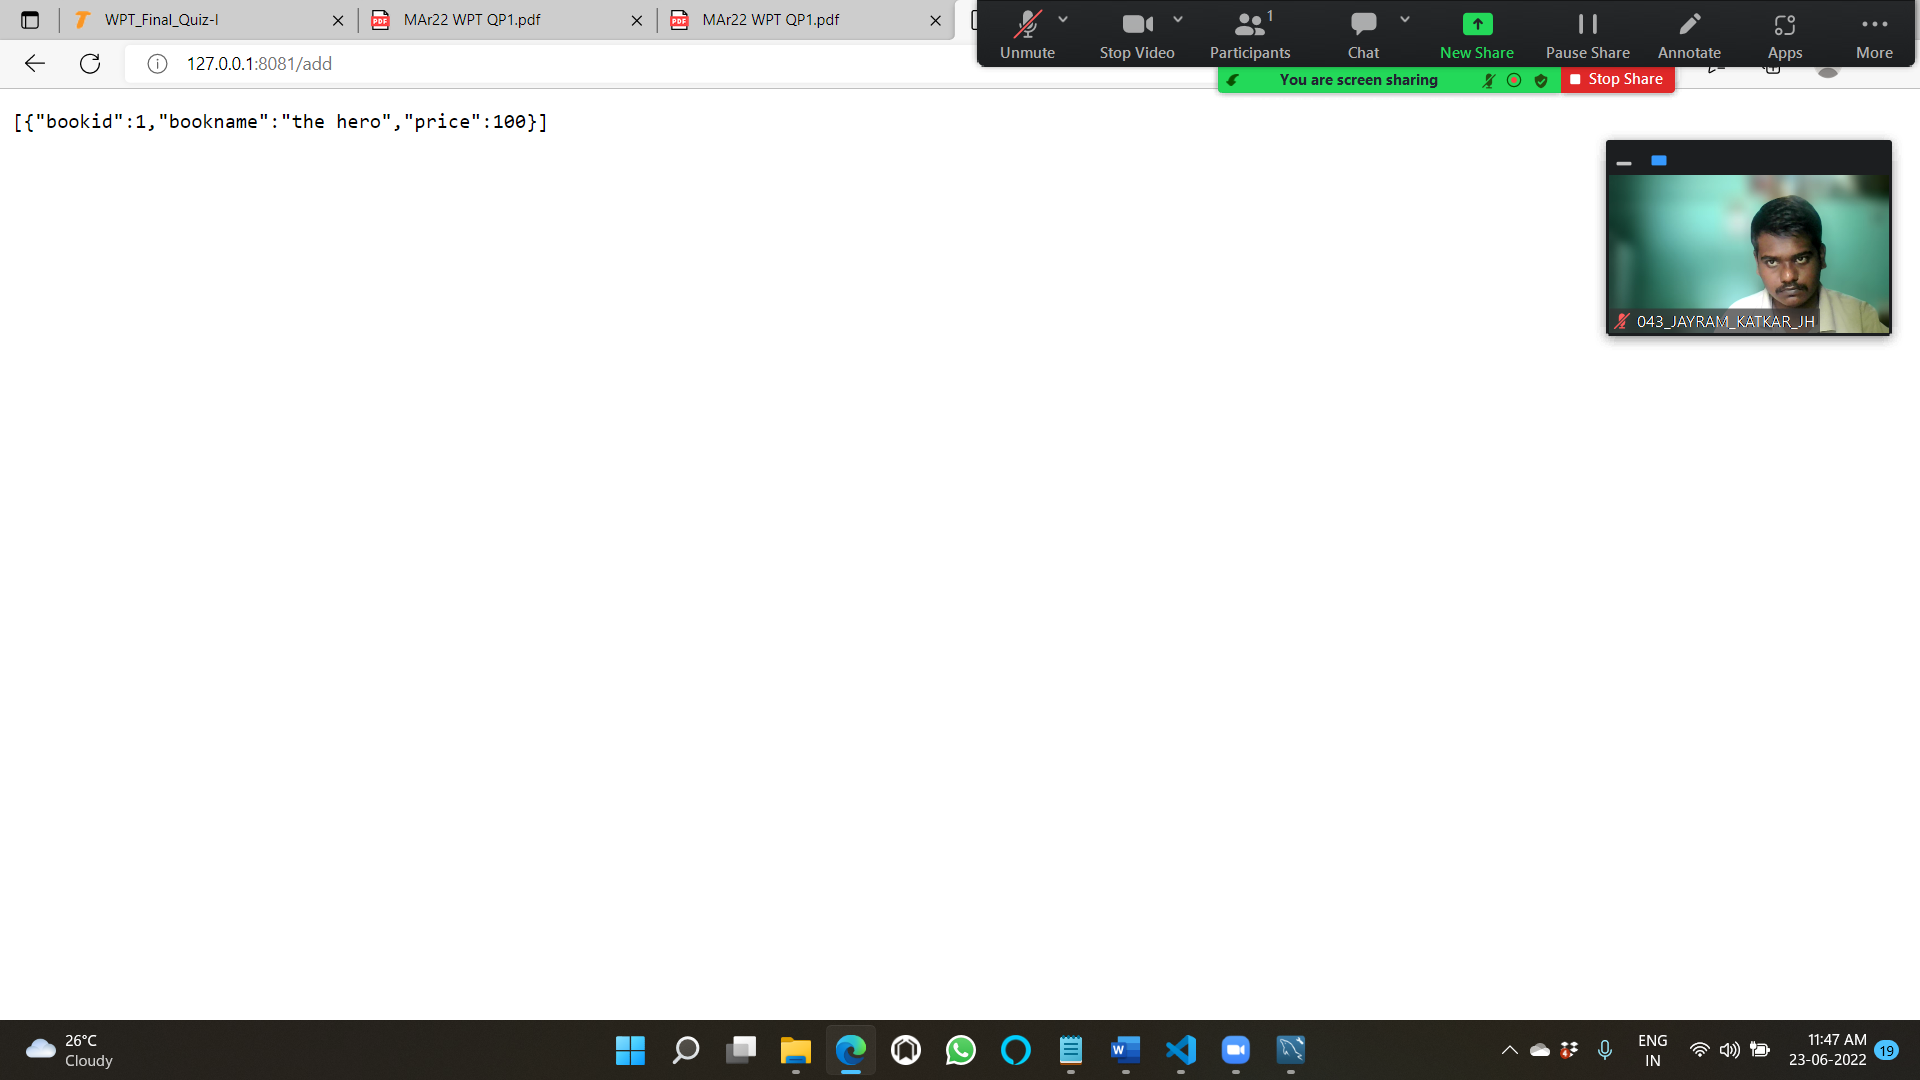 WPT_Final_Quiz-I
MAr22 WPT QP1.pdf
MAr22 WPT QP1.pdf
Unmute
Stop Video
1
Participants
Chat
New Share
Pause Share
Annotate
Apps
More
127.0.0.1:8081/add
You are screen sharing
Stop Share
[{"bookid":1,"bookname":"the hero","price":100}]
043_JAYRAM_KATKAR_JH
26°C
Cloudy
ENG
IN
11:47 AM
23-06-2022
19